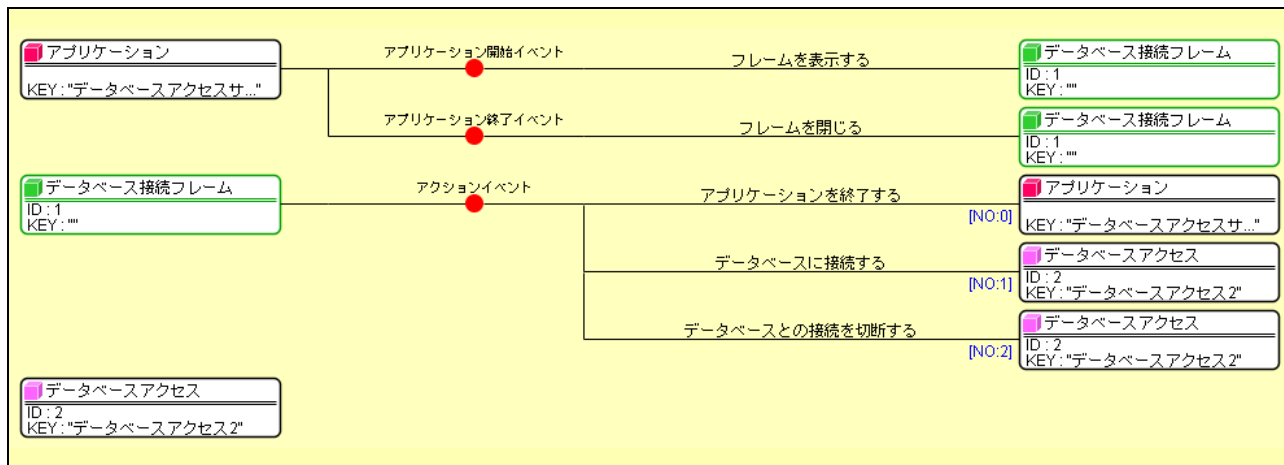 アプリケーション
KEY:"データベースアクセスサ..."
アプリケーション開始イベント
フレームを表示する
データベース接続フレーム
ID:1
KEY:""
アプリケーション終了イベント
フレームを閉じる
データベース接続フレーム
ID:1
KEY:""
データベース接続フレーム
ID:1
KEY:""
アクションイベント
アプリケーションを終了する
[NO:0]
アプリケーション
KEY:"データベースアクセスサ..."
データベースに接続する
[NO:1]
データベースアクセス
ID:2
KEY:"データベースアクセス2"
データベースとの接続を切断する
[NO:2]
データベースアクセス
ID:2
KEY:"データベースアクセス2"
データベースアクセス
ID:2
KEY:"データベースアクセス2"